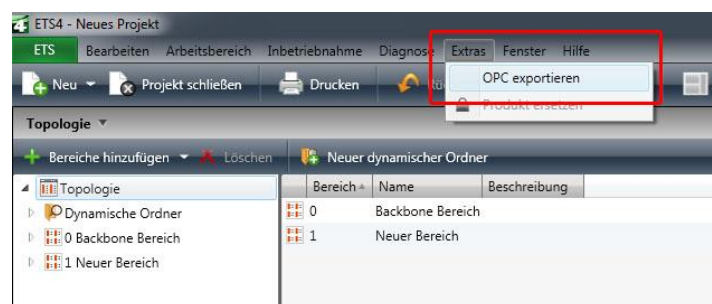 ETS4 - Neues Projekt
ETS Bearbeiten Arbeitsbereich Inbetriebnahme Diagnose Extras Fenster Hilfe
Neu Projekt schließen Drucken
OPC exportieren
Produkt ersetzen
Topologie
Bereiche hinzufügen Löschen Neuer dynamischer Ordner
Topologie
Dynamische Ordner
0 Backbone Bereich
1 Neuer Bereich
Bereich Name Beschreibung
0 Backbone Bereich
1 Neuer Bereich